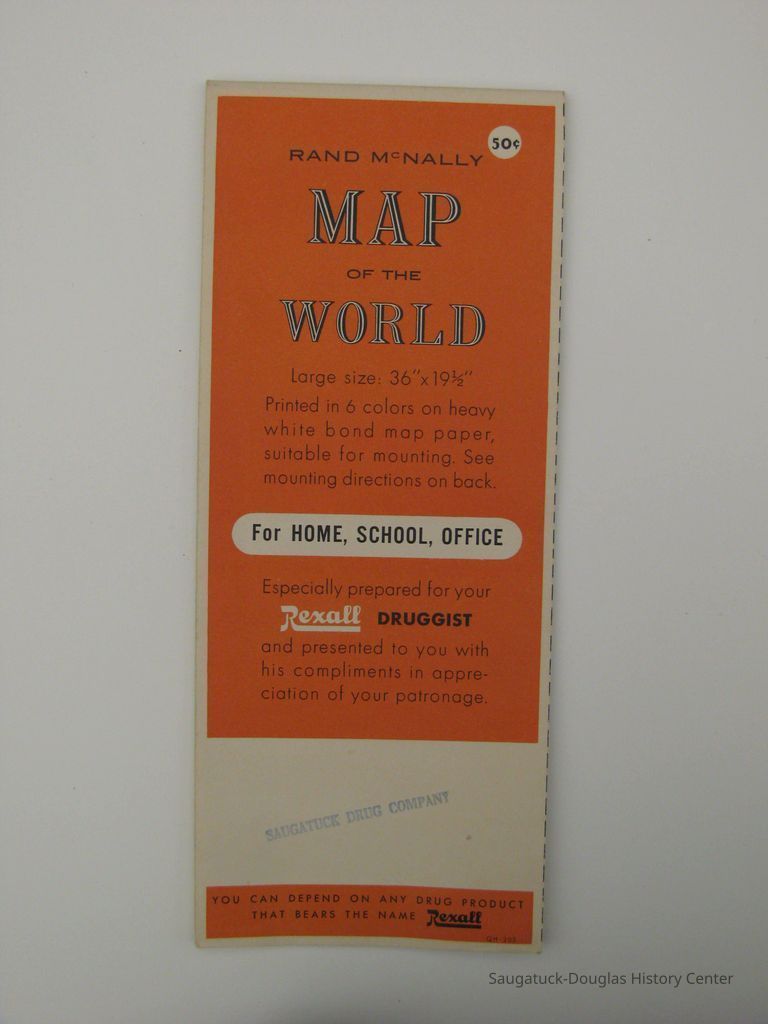 50¢
RAND McNALLY
MAP
OF THE
WORLD
Large size: 36"x19½"
Printed in 6 colors on heavy
white bond map paper,
suitable for mounting. See
mounting directions on back.
For HOME, SCHOOL, OFFICE
Especially prepared for your
Rexall DRUGGIST
and presented to you with
his compliments in appre-
ciation of your patronage.
SAUGATUCK DRUG COMPANY
YOU CAN DEPEND ON ANY DRUG PRODUCT
THAT BEARS THE NAME Rexall
Saugatuck-Douglas History Center